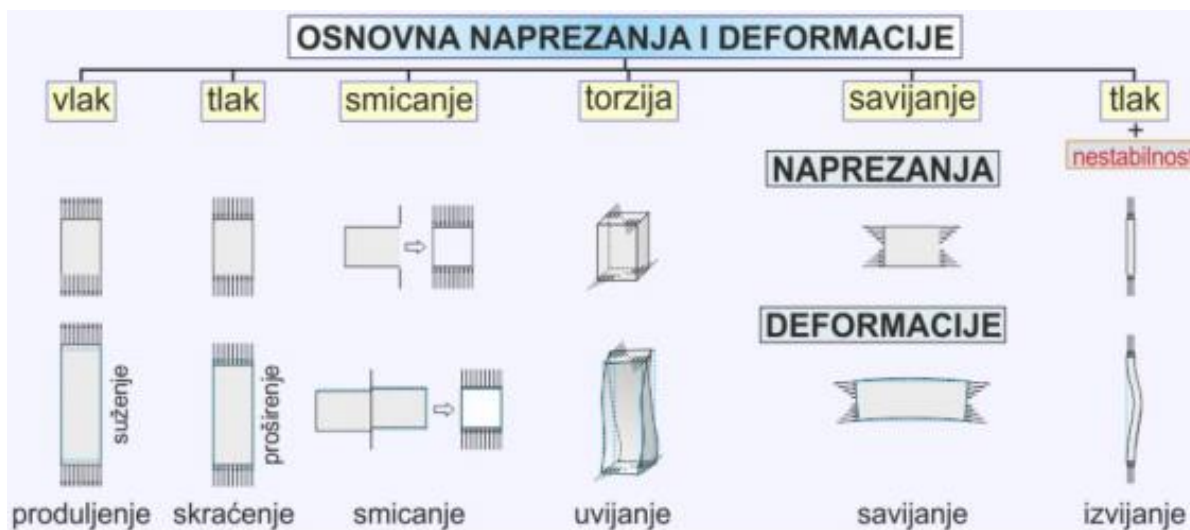 OSNOVNA NAPREZANJA I DEFORMACIJE
vlak
tlak
smicanje
torzija
savijanje
tlak
+
nestabilnost
NAPREZANJA
DEFORMACIJE
suženje
proširenje
produljenje
skraćenje
smicanje
uvijanje
savijanje
izvijanje